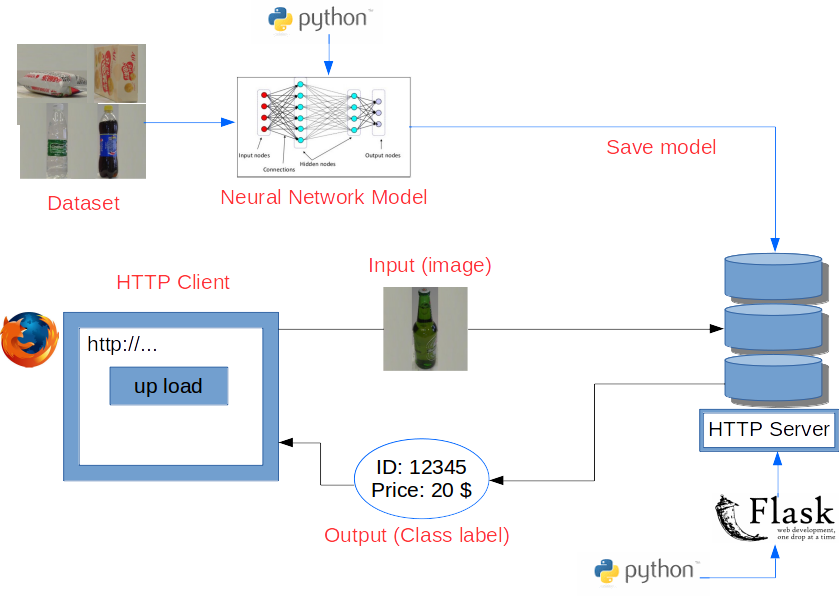 python™
Input nodes
Connections
Hidden nodes
Output nodes
Dataset
Neural Network Model
Save model
HTTP Client
Input (image)
http://...
up load
HTTP Server
ID: 12345
Price: 20 $
Output (Class label)
Flask
web development,
one drop at a time
python™